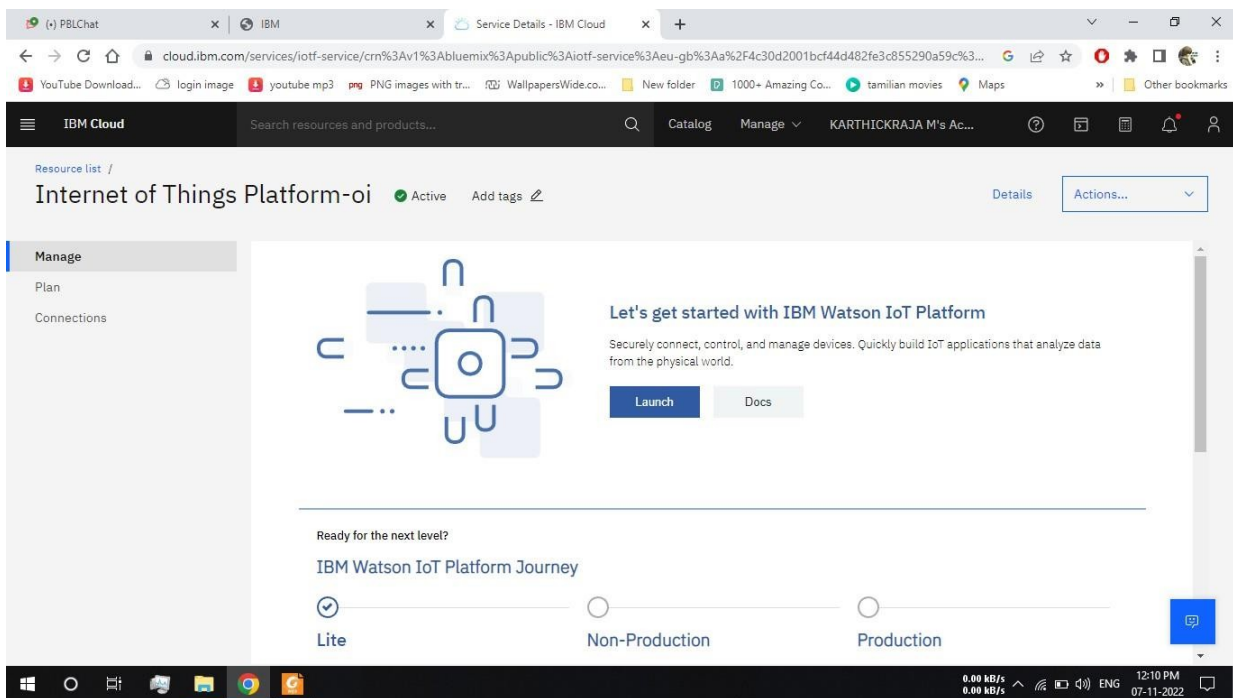 (•) PBLChat
IBM
Service Details - IBM Cloud
cloud.ibm.com/services/iotf-service/crn%3Av1%3Abluemix%3Apublic%3Aiotf-service%3Aeu-gb%3Aa%2F4c30d2001bcf44d482fe3c855290a59c%3...
YouTube Download... login image youtube mp3 png PNG images with tr... WallpapersWide.co... New folder 1000+ Amazing Co... tamilian movies Maps » Other bookmarks
IBM Cloud Search resources and products... Catalog Manage KARTHICKRAJA M's Ac...
Resource list /
Internet of Things Platform-oi Active Add tags Details Actions...
Manage
Plan
Connections
Let's get started with IBM Watson IoT Platform
Securely connect, control, and manage devices. Quickly build IoT applications that analyze data
from the physical world.
Launch Docs
Ready for the next level?
IBM Watson IoT Platform Journey
Lite Non-Production Production
0.00 kB/s
0.00 kB/s
ENG
12:10 PM
07-11-2022